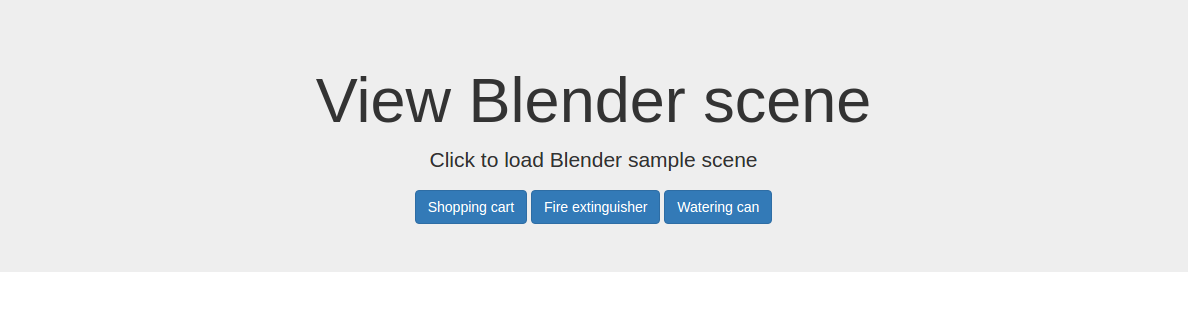 View Blender scene
Click to load Blender sample scene
Shopping cart Fire extinguisher Watering can